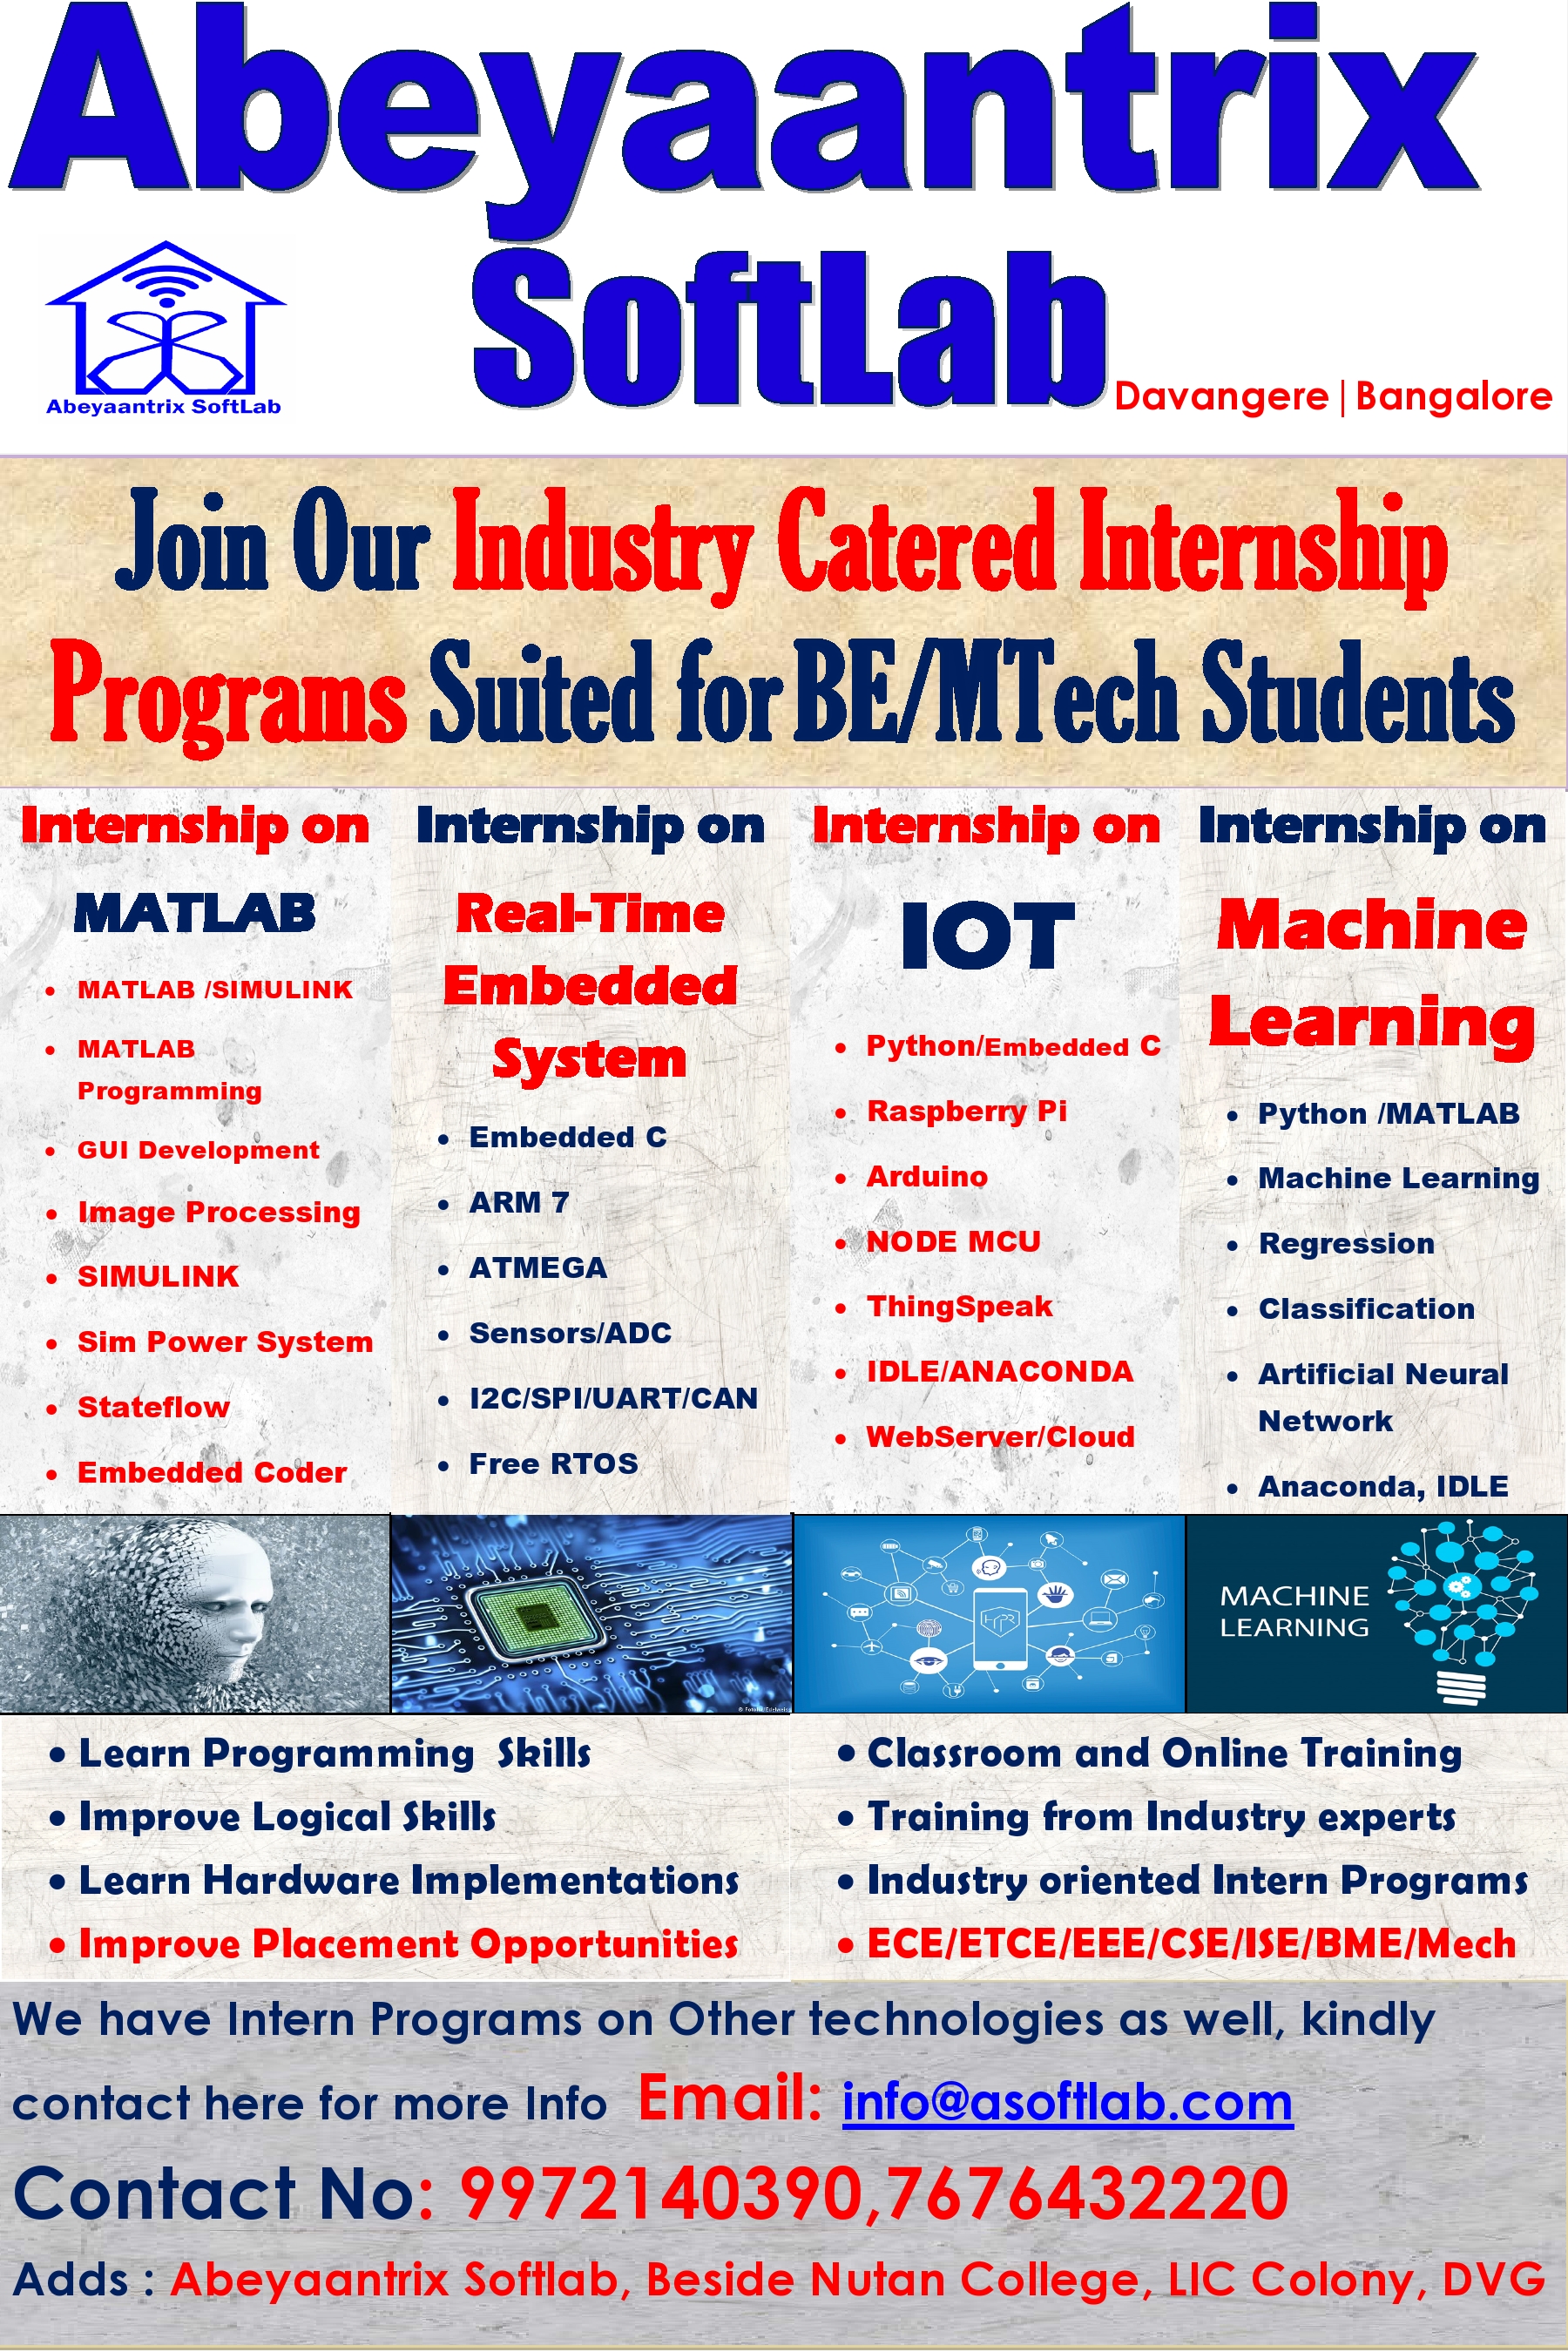 Abeyaantrix
SoftLab
Abeyaantrix SoftLab
Davangere|Bangalore
Join Our Industry Catered Internship
Programs Suited for BE/MTech Students
Internship on
MATLAB
• MATLAB /SIMULINK
• MATLAB
Programming
• GUI Development
• Image Processing
• SIMULINK
• Sim Power System
• Stateflow
• Embedded Coder
Internship on
Real-Time
Embedded
System
• Embedded C
• ARM 7
• ATMEGA
• Sensors/ADC
• I2C/SPI/UART/CAN
• Free RTOS
Internship on
IOT
• Python/Embedded C
• Raspberry Pi
• Arduino
• NODE MCU
• ThingSpeak
• IDLE/ANACONDA
• WebServer/Cloud
Internship on
Machine
Learning
• Python /MATLAB
• Machine Learning
• Regression
• Classification
• Artificial Neural
Network
• Anaconda, IDLE
HYPR
MACHINE
LEARNING
• Learn Programming Skills
• Improve Logical Skills
• Learn Hardware Implementations
• Improve Placement Opportunities
• Classroom and Online Training
• Training from Industry experts
• Industry oriented Intern Programs
• ECE/ETCE/EEE/CSE/ISE/BME/Mech
We have Intern Programs on Other technologies as well, kindly
contact here for more Info Email: info@asoftlab.com
Contact No: 9972140390,7676432220
Adds : Abeyaantrix Softlab, Beside Nutan College, LIC Colony, DVG